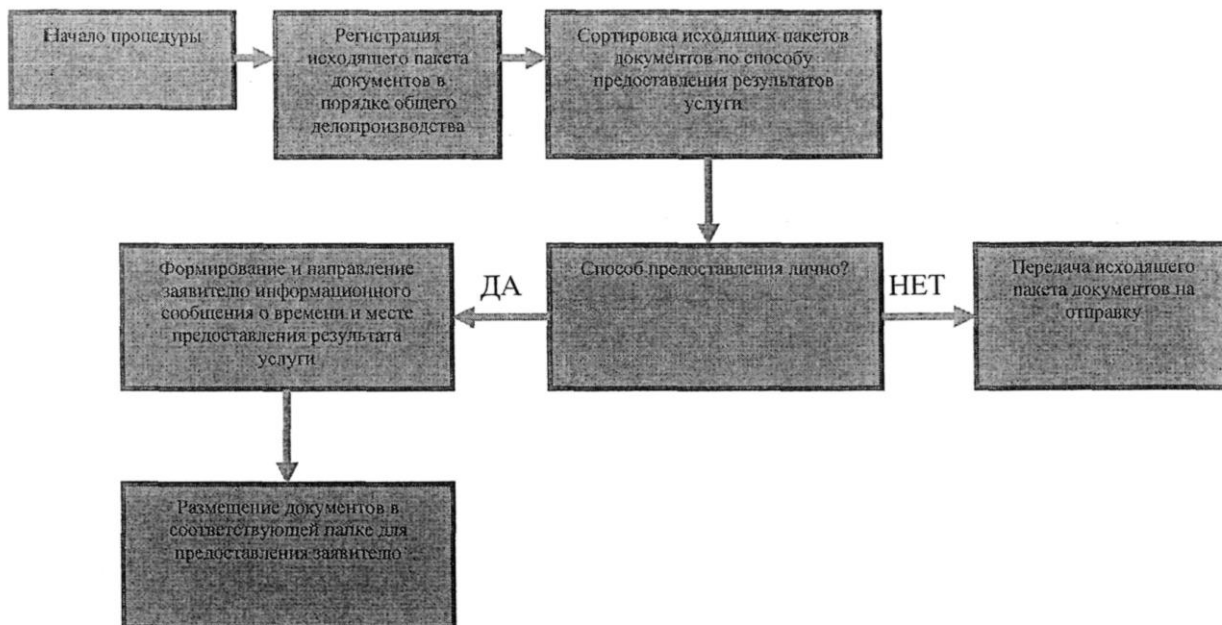 Начало процедуры
Регистрация
исходящего пакета
документов в
порядке общего
делопроизводства
Сортировка исходящих пакетов
документов по способу
предоставления результатов
услуги
Формирование и направление
заявителю информационного
сообщения о времени и месте
предоставления результата
услуги
ДА
Способ предоставления лично?
НЕТ
Передача исходящего
пакета документов на
отправку
Размещение документов в
соответствующей папке для
предоставления заявителю